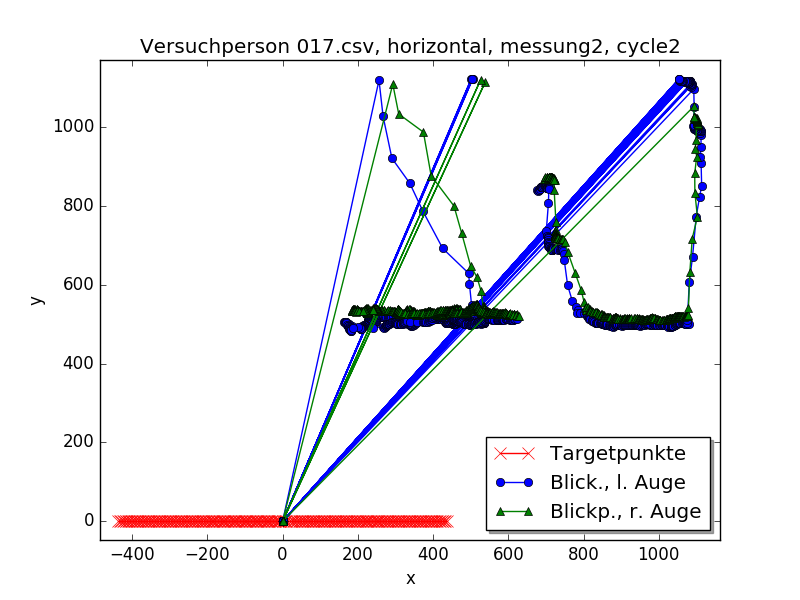 Versuchperson 017.csv, horizontal, messung2, cycle2
y
1000
800
600
400
200
0
−400
−200
0
200
400
600
800
1000
x
Targetpunkte
Blick., l. Auge
Blickp., r. Auge